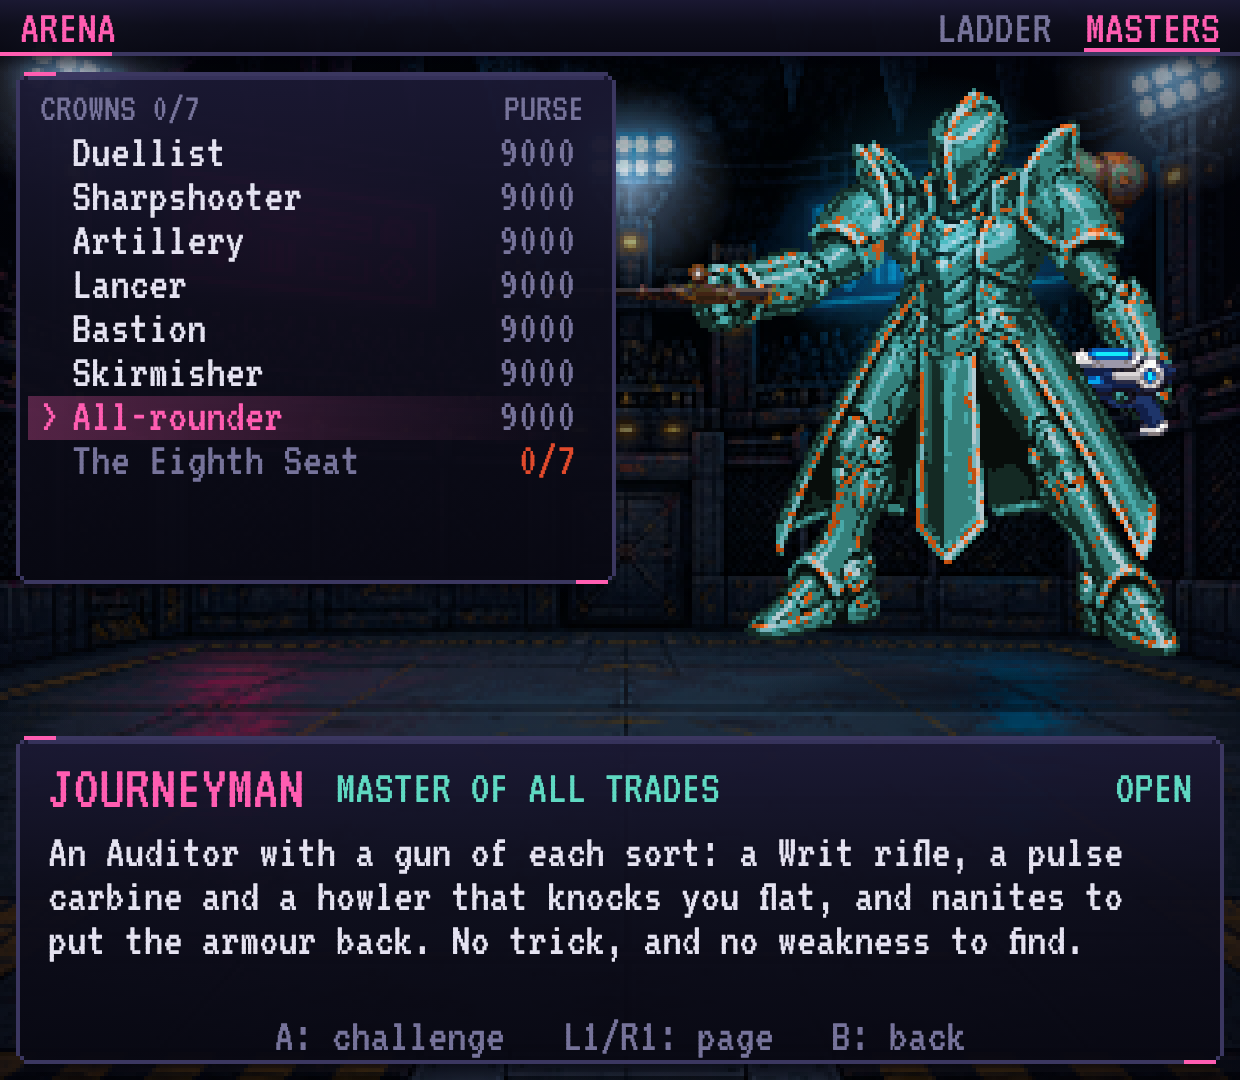 ARENA LADDER MASTERS
CROWNS 0/7 PURSE
Duellist 9000
Sharpshooter 9000
Artillery 9000
Lancer 9000
Bastion 9000
Skirmisher 9000
> All-rounder 9000
The Eighth Seat 0/7
JOURNEYMAN MASTER OF ALL TRADES OPEN
An Auditor with a gun of each sort: a Writ rifle, a pulse
carbine and a howler that knocks you flat, and nanites to
put the armour back. No trick, and no weakness to find.
A: challenge L1/R1: page B: back